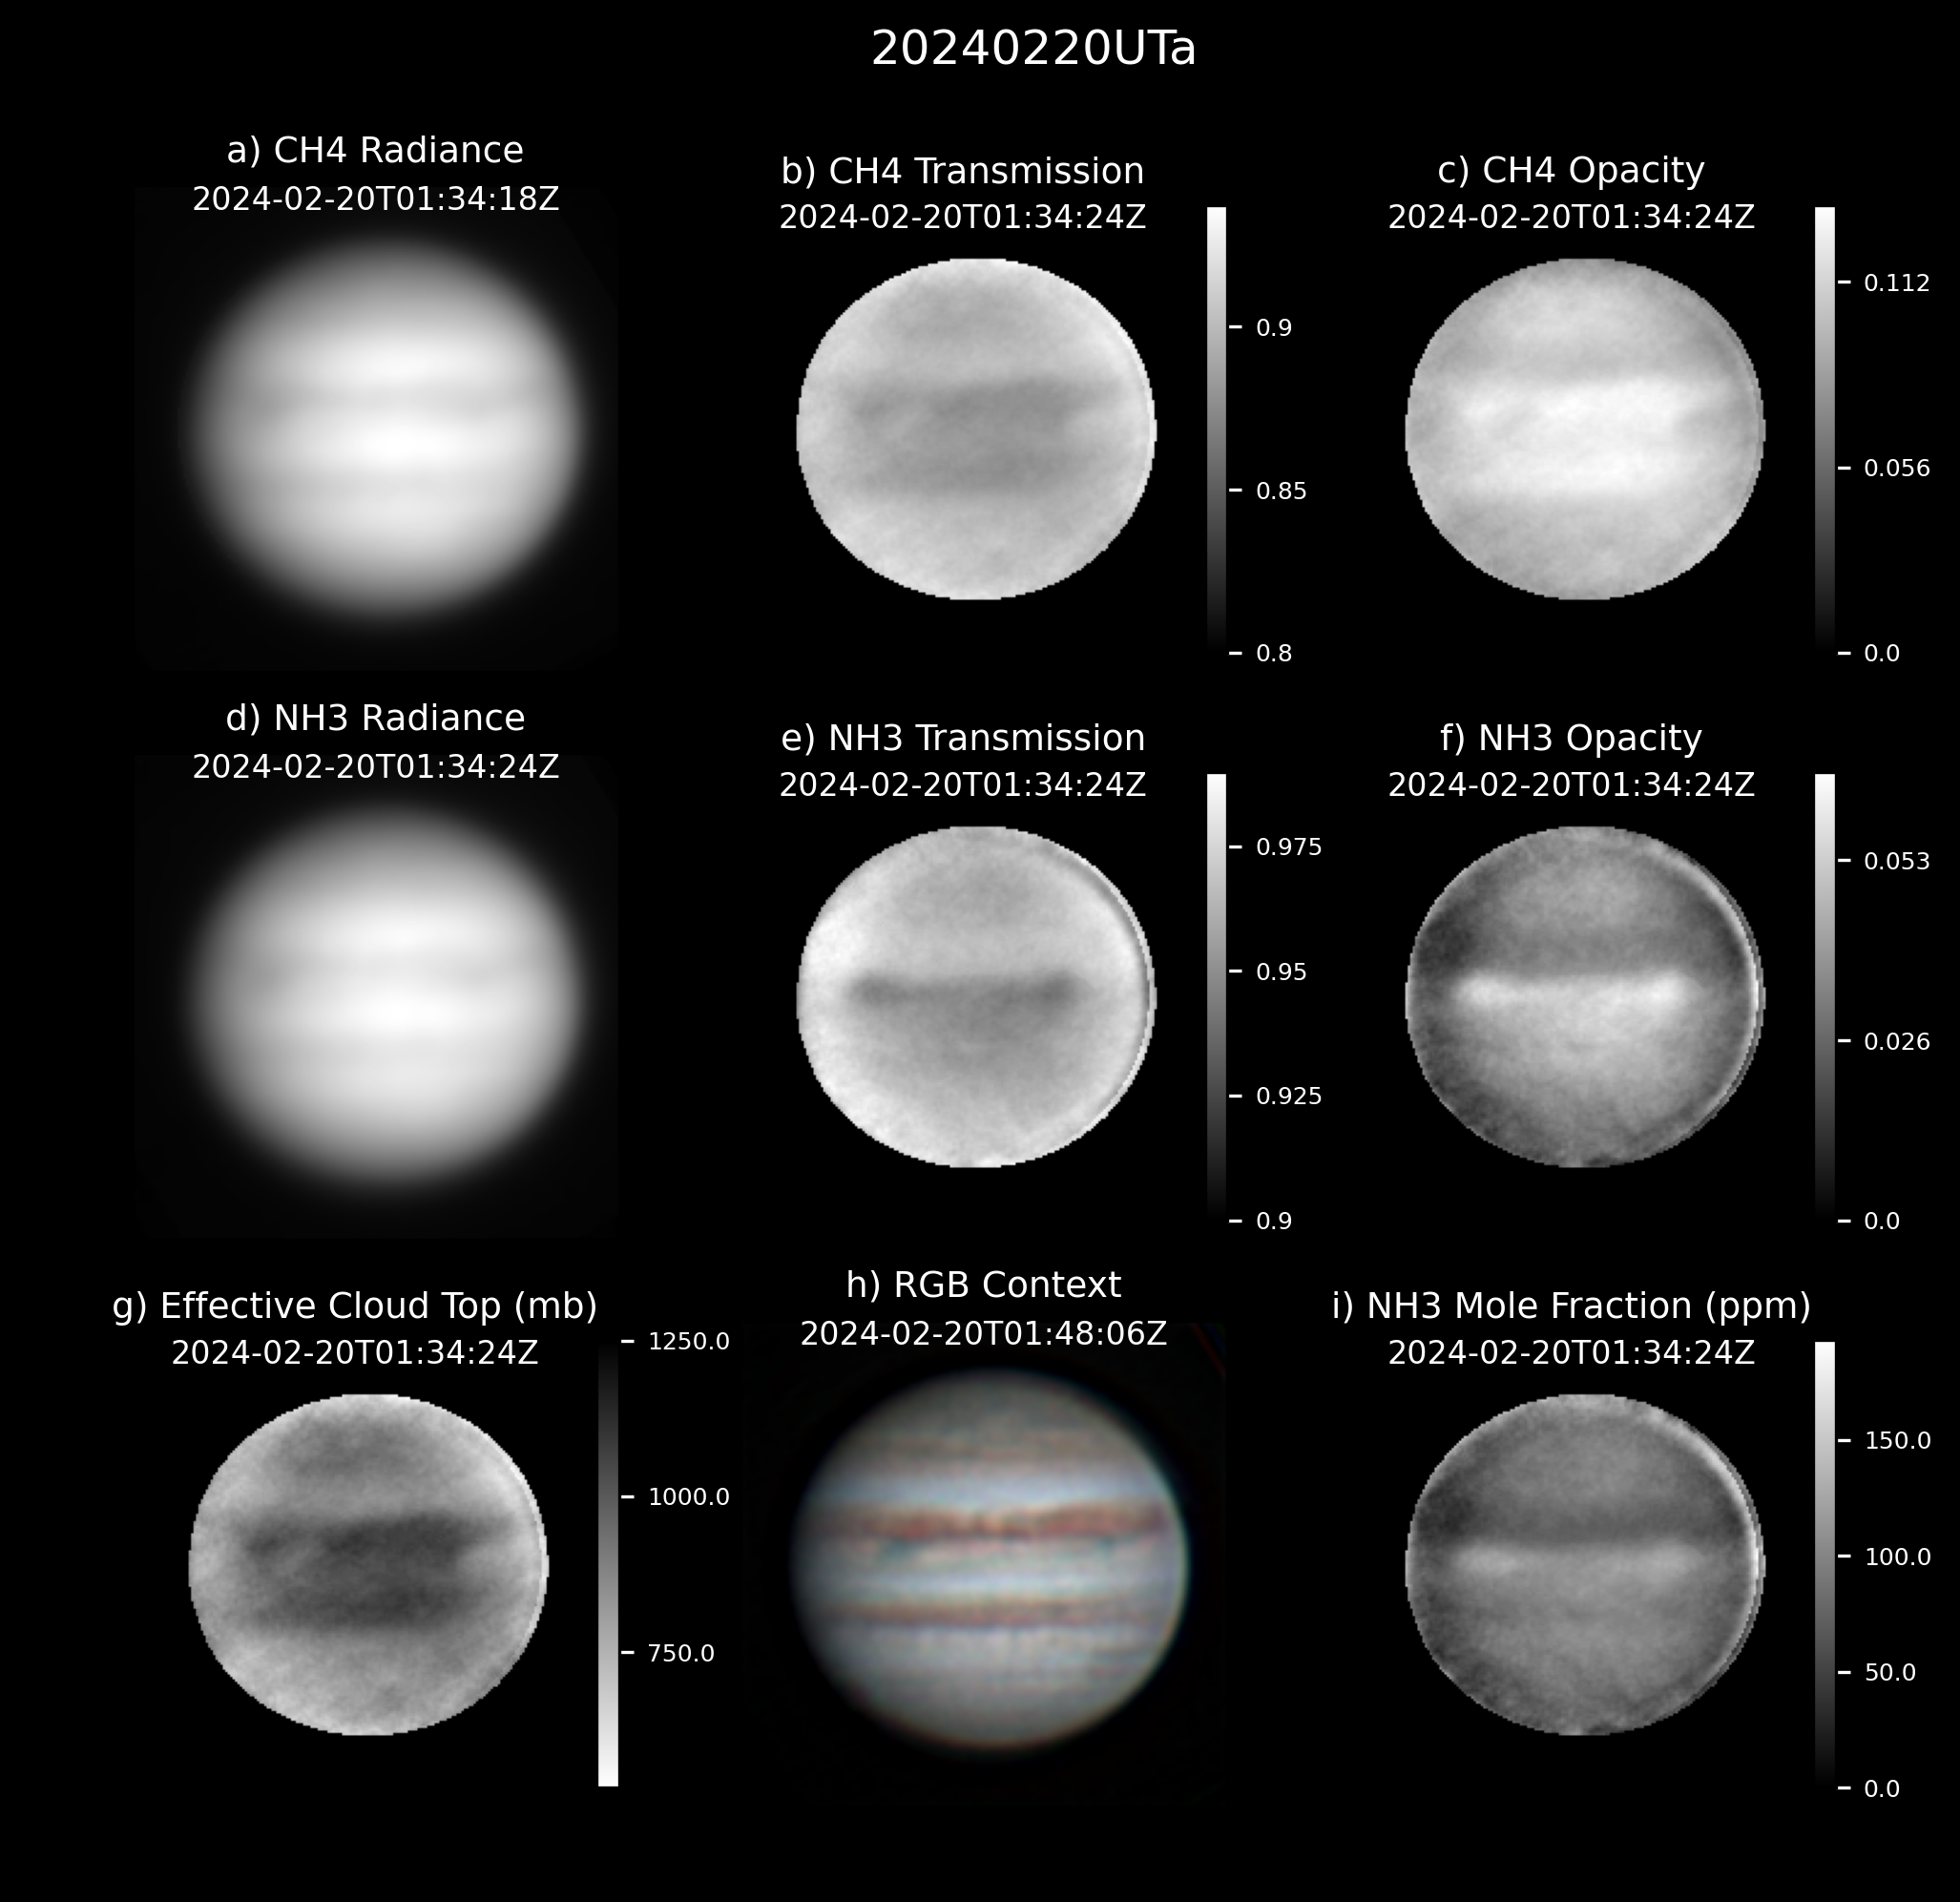 20240220UTa
a) CH4 Radiance
2024-02-20T01:34:18Z
b) CH4 Transmission
2024-02-20T01:34:24Z
0.9
0.85
0.8
c) CH4 Opacity
2024-02-20T01:34:24Z
0.112
0.056
0.0
d) NH3 Radiance
2024-02-20T01:34:24Z
e) NH3 Transmission
2024-02-20T01:34:24Z
0.975
0.95
0.925
0.9
f) NH3 Opacity
2024-02-20T01:34:24Z
0.053
0.026
0.0
g) Effective Cloud Top (mb)
2024-02-20T01:34:24Z
1250.0
1000.0
750.0
h) RGB Context
2024-02-20T01:48:06Z
i) NH3 Mole Fraction (ppm)
2024-02-20T01:34:24Z
150.0
100.0
50.0
0.0